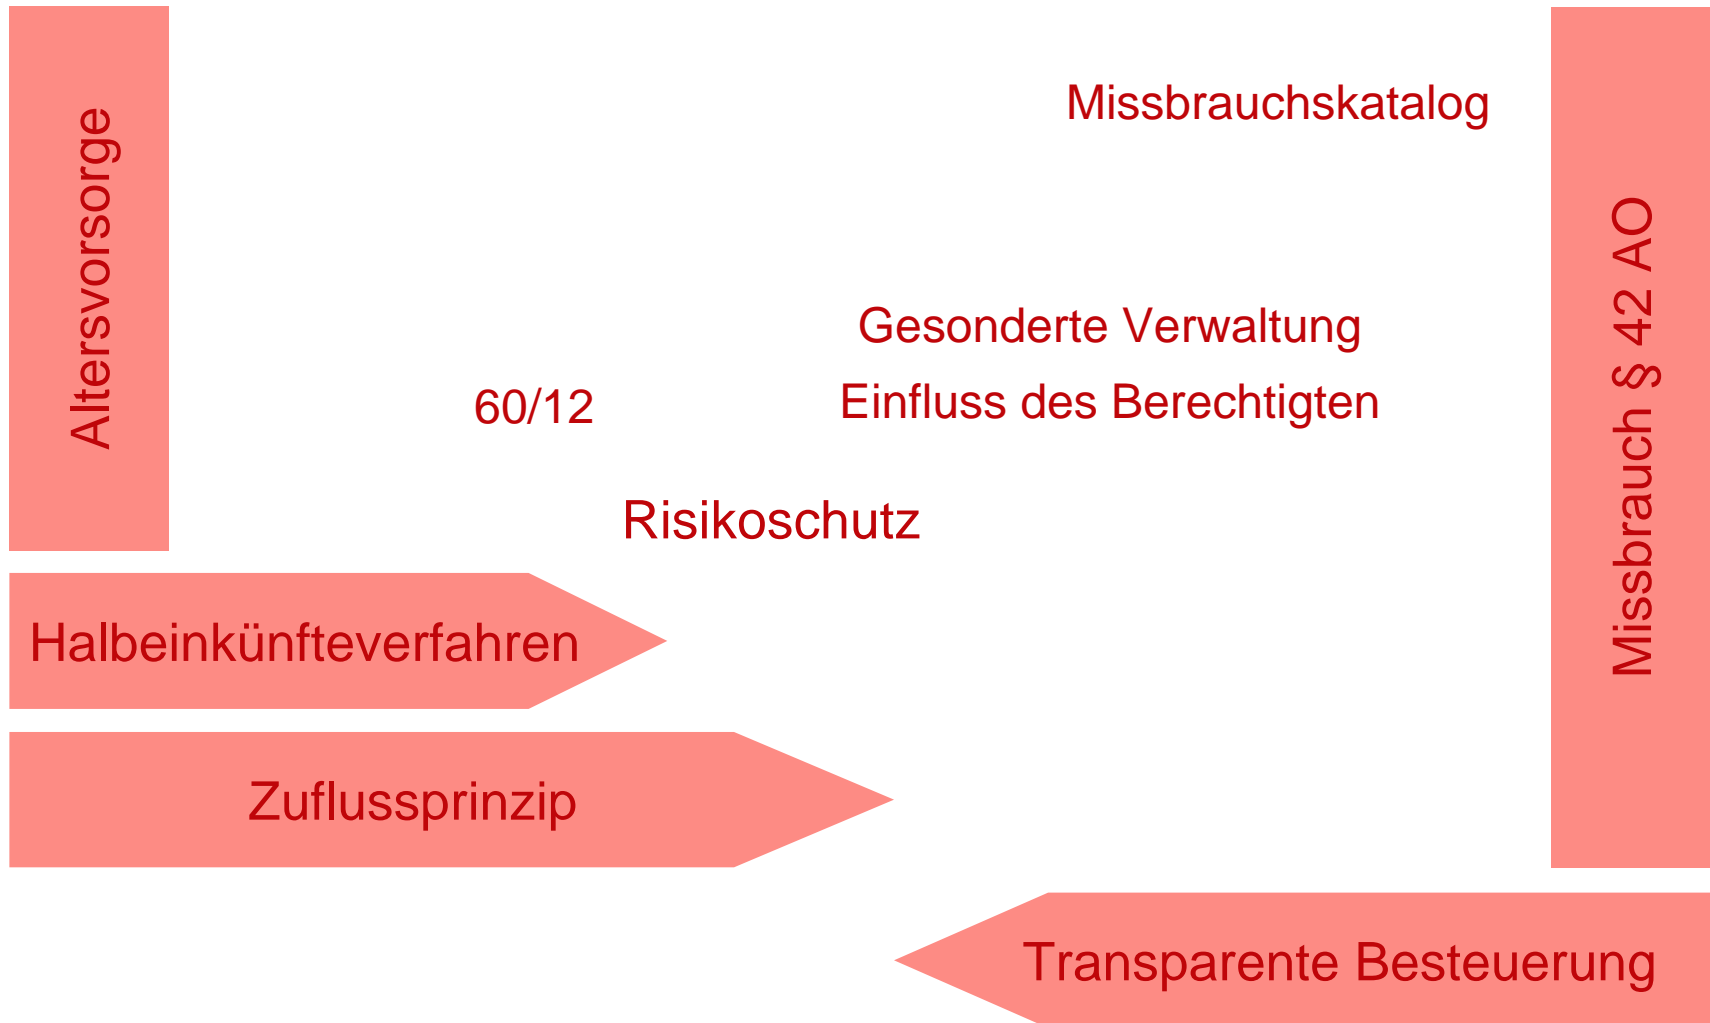 Altersvorsorge
Missbrauchskatalog
Missbrauch § 42 AO
Gesonderte Verwaltung
60/12
Einfluss des Berechtigten
Risikoschutz
Halbeinkünfteverfahren
Zuflussprinzip
Transparente Besteuerung